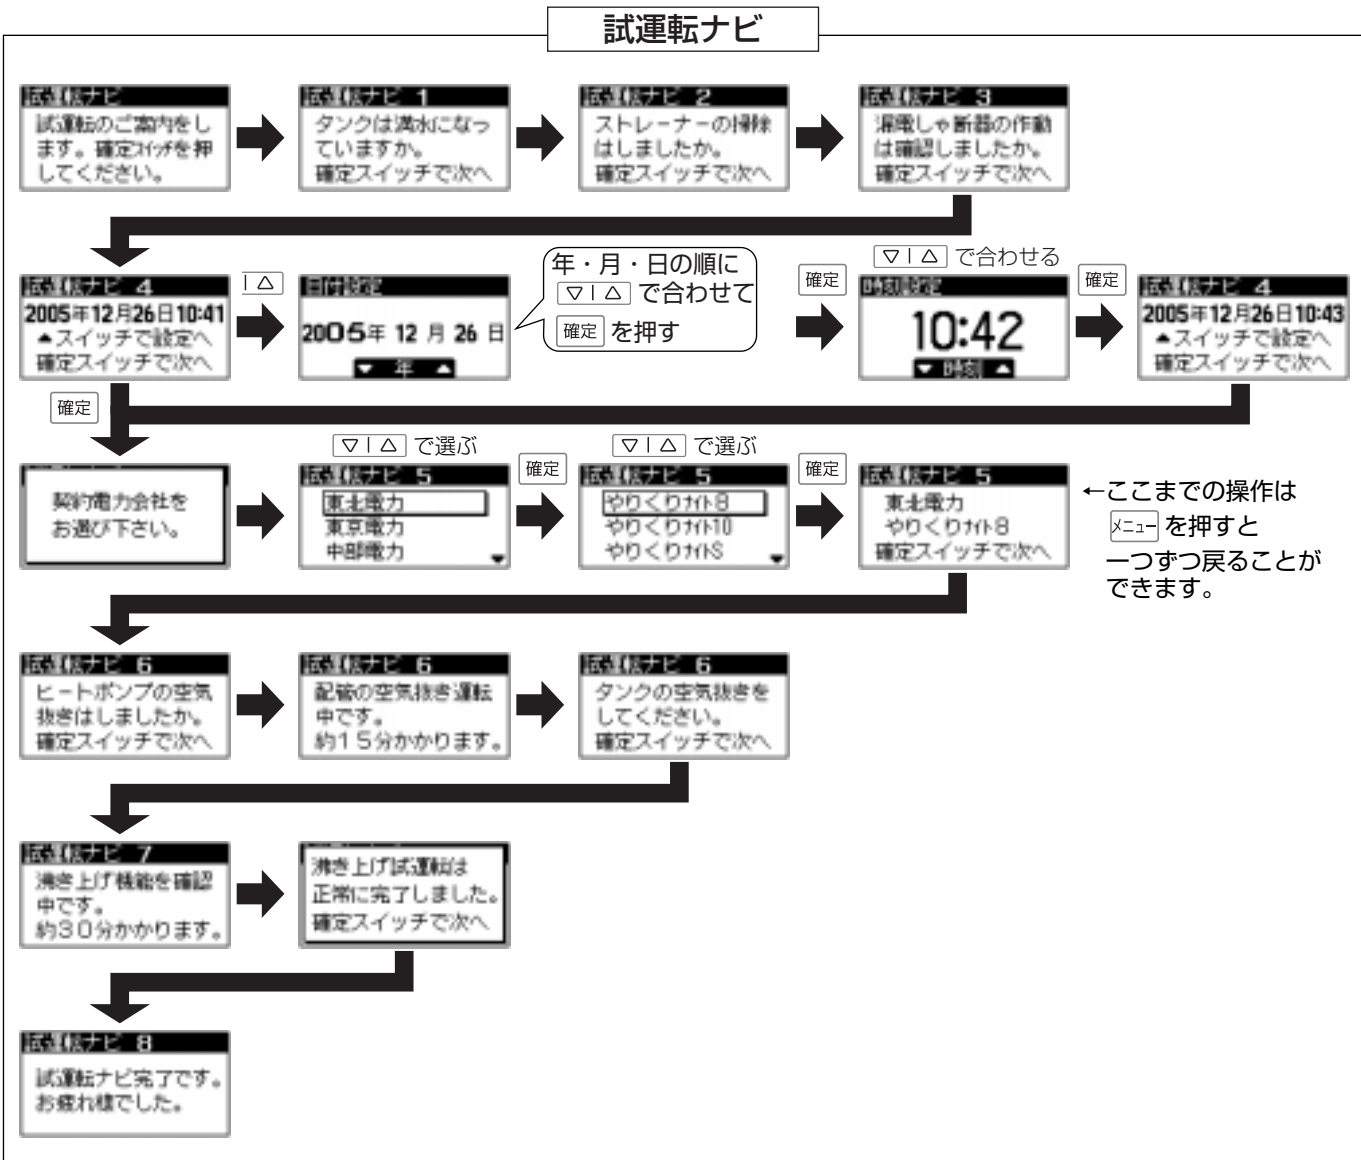 試運転ナビ
試運転ナビ
試運転のご案内をし
ます。確定ｽｲｯﾁを押
してください。
試運転ナビ 1
タンクは満水になっ
ていますか。
確定スイッチで次へ
試運転ナビ 2
ストレーナーの掃除
はしましたか。
確定スイッチで次へ
試運転ナビ 3
漏電しゃ断器の作動
は確認しましたか。
確定スイッチで次へ
試運転ナビ 4
2005年12月26日10:41
▲スイッチで設定へ
確定スイッチで次へ
| △
日付設定
2005年 12 月 26 日
▼ 年 ▲
年・月・日の順に
▽ | △ で合わせて
確定 を押す
確定
▽ | △ で合わせる
時刻設定
10:42
▼ 時刻 ▲
確定
試運転ナビ 4
2005年12月26日10:43
▲スイッチで設定へ
確定スイッチで次へ
確定
契約電力会社を
お選び下さい。
▽ | △ で選ぶ
試運転ナビ 5
東北電力
東京電力
中部電力
確定
▽ | △ で選ぶ
試運転ナビ 5
やりくりﾅｲﾄ8
やりくりﾅｲﾄ10
やりくりﾅｲﾄS
確定
試運転ナビ 5
東北電力
やりくりﾅｲﾄ8
確定スイッチで次へ
←ここまでの操作は
メニュー を押すと
一つずつ戻ることが
できます。
試運転ナビ 6
ヒートポンプの空気
抜きはしましたか。
確定スイッチで次へ
試運転ナビ 6
配管の空気抜き運転
中です。
約１５分かかります。
試運転ナビ 6
タンクの空気抜きを
してください。
確定スイッチで次へ
試運転ナビ 7
沸き上げ機能を確認
中です。
約３０分かかります。
沸き上げ試運転は
正常に完了しました。
確定スイッチで次へ
試運転ナビ 8
試運転ナビ完了です。
お疲れ様でした。